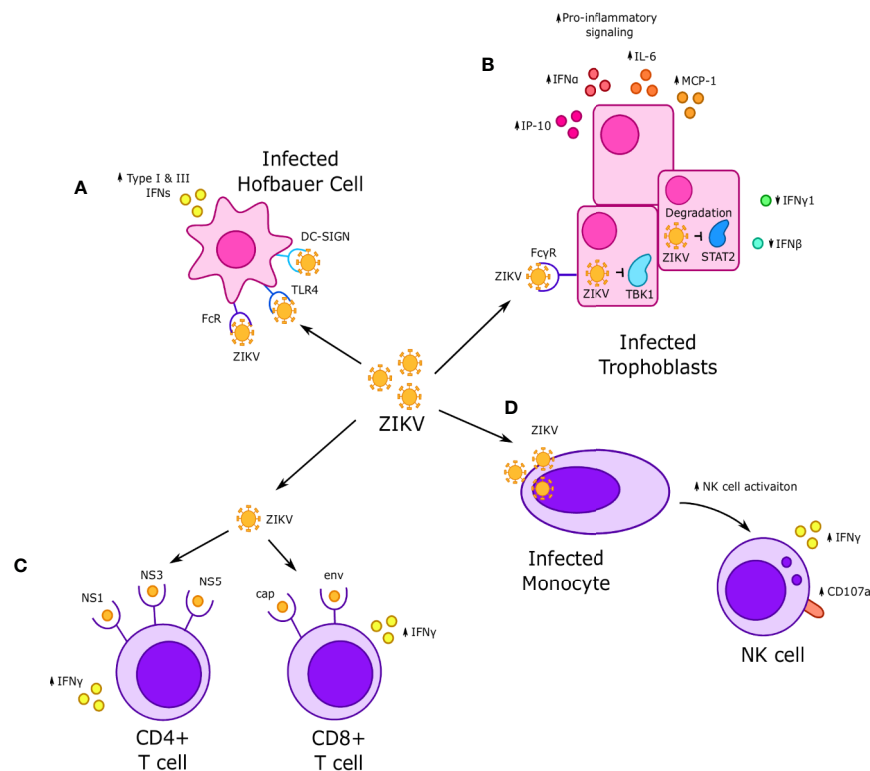 A
Infected
Hofbauer Cell
Type I & III
IFNs
DC-SIGN
TLR4
FcR
ZIKV
B
Pro-inflammatory
signaling
IL-6
IFNα
MCP-1
IP-10
Degradation
ZIKV
STAT2
IFNγ1
IFNβ
FcγR
ZIKV
ZIKV
TBK1
Infected
Trophoblasts
ZIKV
C
ZIKV
NS1
NS3
NS5
IFNγ
CD4+
T cell
cap
env
IFNγ
CD8+
T cell
D
ZIKV
Infected
Monocyte
NK cell activaiton
IFNγ
CD107a
NK cell